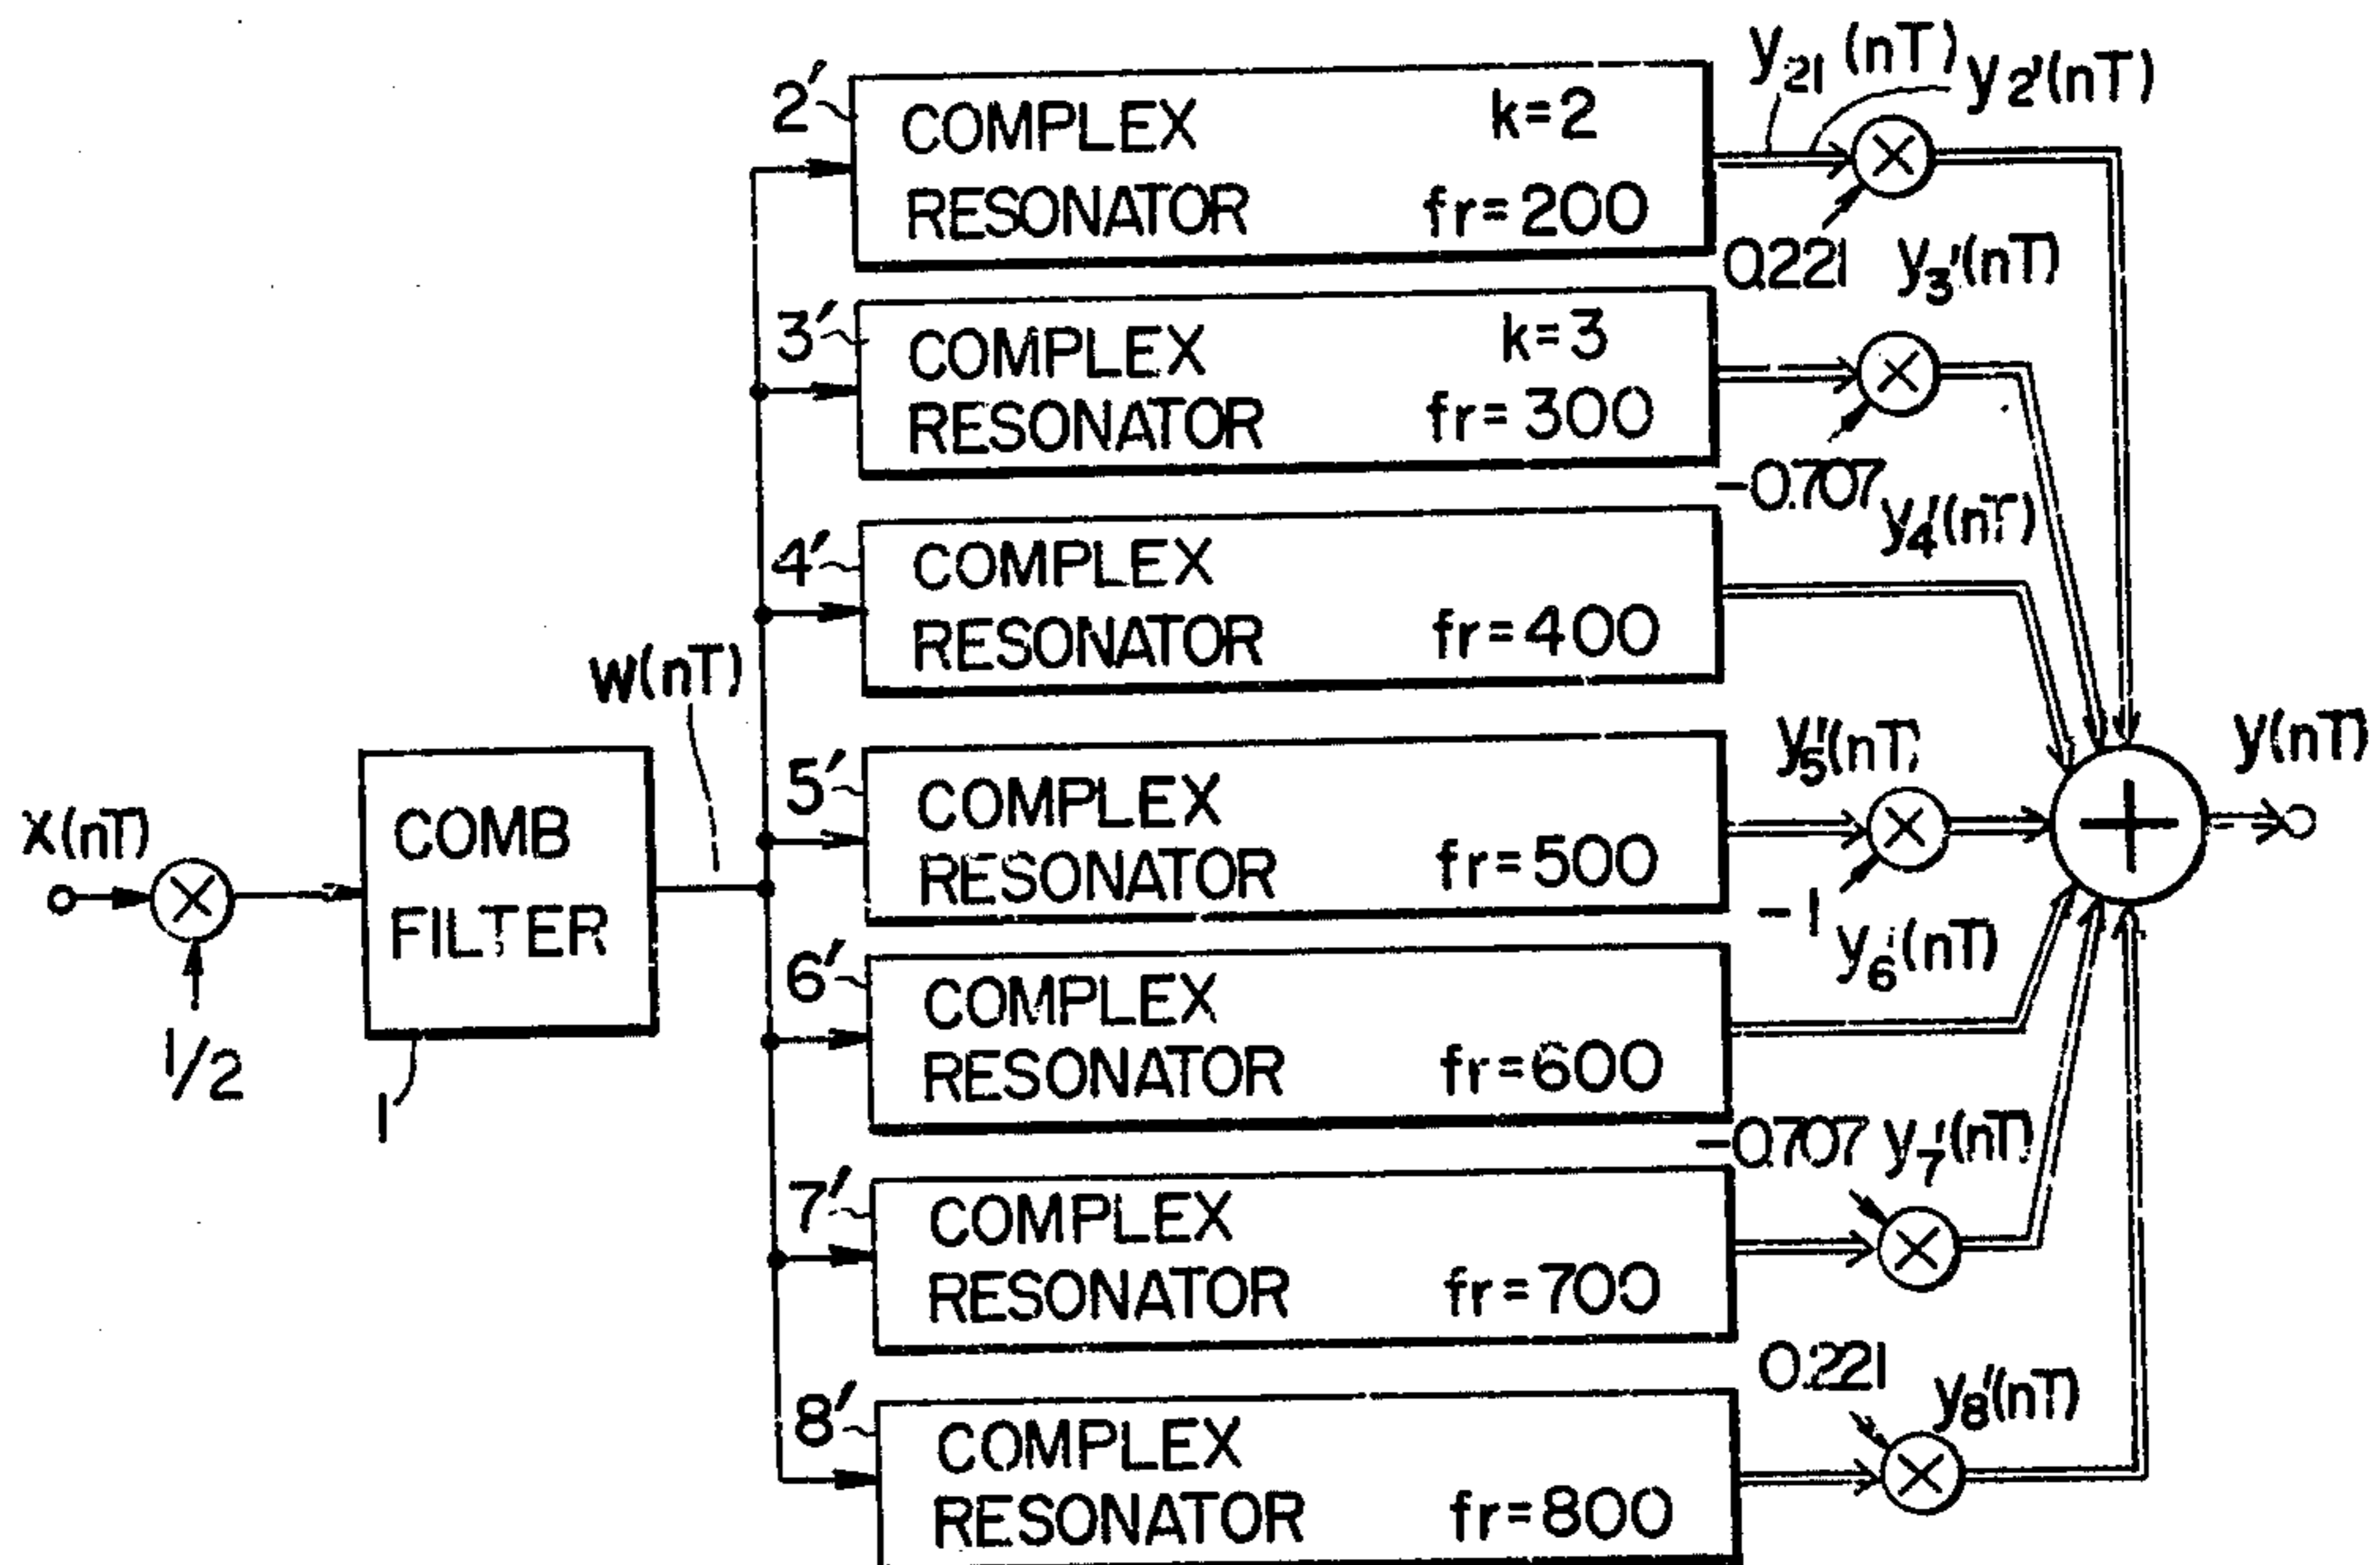 y21(nT) y2'(nT)
2' COMPLEX k=2
RESONATOR fr=200
0.221 y3'(nT)
3' COMPLEX k=3
RESONATOR fr=300
-0.707 y4'(nT)
4' COMPLEX
RESONATOR fr=400
w(nT)
5' COMPLEX
RESONATOR fr=500
y5'(nT)
y(nT)
x(nT)
COMB
FILTER
-1 y6'(nT)
1/2
1
6' COMPLEX
RESONATOR fr=600
-0.707 y7'(nT)
7' COMPLEX
RESONATOR fr=700
0.221 y8'(nT)
8' COMPLEX
RESONATOR fr=800